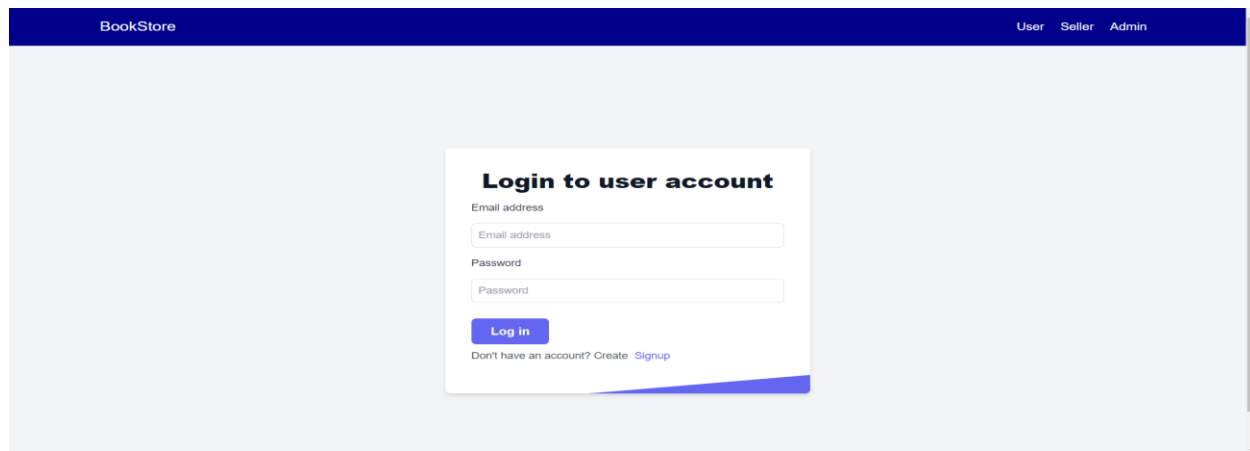 BookStore User Seller Admin
Login to user account
Email address
Email address
Password
Password
Log in
Don't have an account? Create Signup